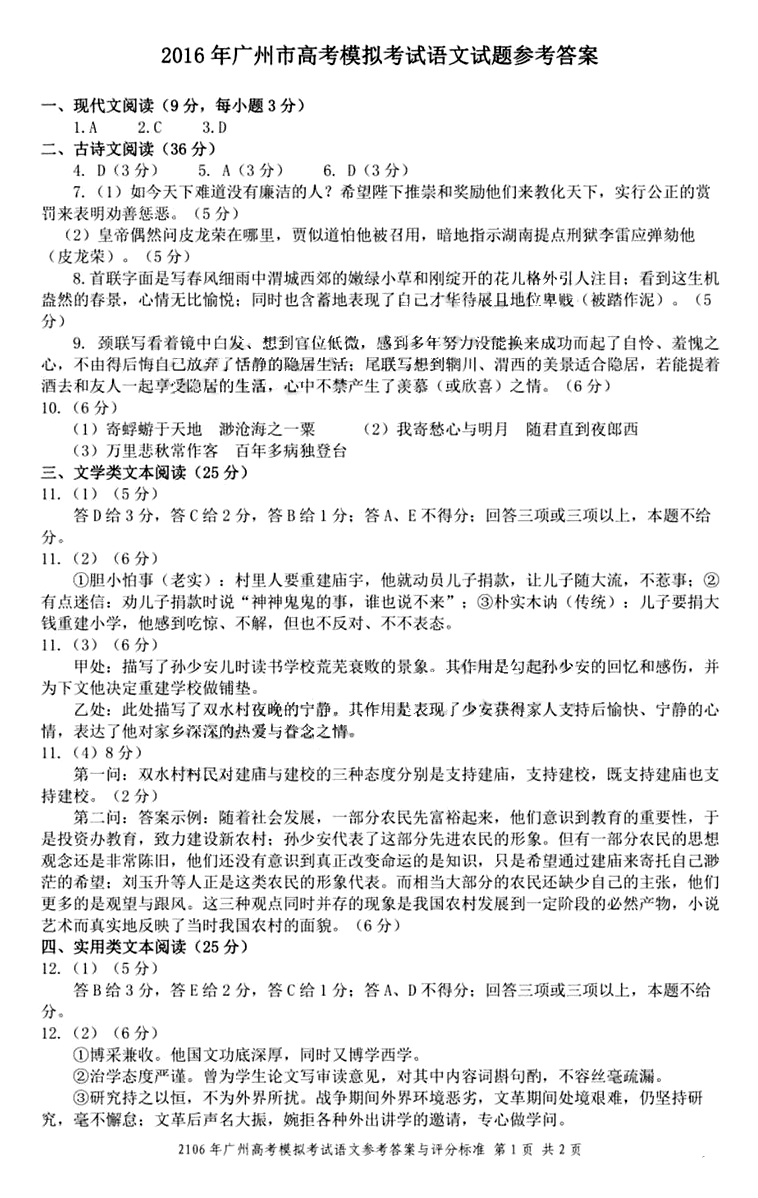 2016 年广州市高考模拟考试语文试题参考答案
一、现代文阅读（9 分，每小题 3 分）
1. A 2. C 3. D
二、古诗文阅读（36 分）
4. D（3 分） 5. A（3 分） 6. D（3 分）
7.（1）如今天下难道没有廉洁的人？希望陛下推崇和奖励他们来教化天下，实行公正的赏
罚来表明劝善惩恶。（5 分）
（2）皇帝偶然问皮龙荣在哪里，贾似道怕他被召用，暗地指示湖南提点刑狱李雷应弹劾他
（皮龙荣）。（5 分）
8.首联字面是写春风细雨中渭城西郊的嫩绿小草和刚绽开的花儿格外引人注目；看到这生机
盎然的春景，心情无比愉悦；同时也含蓄地表现了自己才华待展且地位卑贱（被踏作泥）。（5
分）
9. 颈联写看着镜中白发、想到官位低微，感到多年努力没能换来成功而起了自怜、羞愧之
心，不由得后悔自己放弃了恬静的隐居生活；尾联写想到辋川、渭西的美景适合隐居，若能提着
酒去和友人一起享受隐居的生活，心中不禁产生了羡慕（或欣喜）之情。（6 分）
10.（6 分）
（1）寄蜉蝣于天地 渺沧海之一粟 （2）我寄愁心与明月 随君直到夜郎西
（3）万里悲秋常作客 百年多病独登台
三、文学类文本阅读（25 分）
11.（1）（5 分）
答 D 给 3 分，答 C 给 2 分，答 B 给 1 分；答 A、E 不得分；回答三项或三项以上，本题不给
分。
11.（2）（6 分）
①胆小怕事（老实）：村里人要重建庙宇，他就动员儿子捐款，让儿子随大流，不惹事；②
有点迷信：劝儿子捐款时说“神神鬼鬼的事，谁也说不来”；③朴实木讷（传统）：儿子要捐大
钱重建小学，他感到吃惊、不解，但也不反对、不不表态。
11.（3）（6 分）
甲处：描写了孙少安儿时读书学校荒芜衰败的景象。其作用是勾起孙少安的回忆和感伤，并
为下文他决定重建学校做铺垫。
乙处：此处描写了双水村夜晚的宁静。其作用是表现了少安获得家人支持后愉快、宁静的心
情，表达了他对家乡深深的热爱与眷念之情。
11.（4）8 分）
第一问：双水村村民对建庙与建校的三种态度分别是支持建庙，支持建校，既支持建庙也支
持建校。（2 分）
第二问：答案示例：随着社会发展，一部分农民先富裕起来，他们意识到教育的重要性，于
是投资办教育，致力建设新农村；孙少安代表了这部分先进农民的形象。但有一部分农民的思想
观念还是非常陈旧，他们还没有意识到真正改变命运的是知识，只是希望通过建庙来寄托自己渺
茫的希望；刘玉升等人正是这类农民的形象代表。而相当大部分的农民还缺少自己的主张，他们
更多的是观望与跟风。这三种观点同时并存的现象是我国农村发展到一定阶段的必然产物，小说
艺术而真实地反映了当时我国农村的面貌。（6 分）
四、实用类文本阅读（25 分）
12.（1）（5 分）
答 B 给 3 分，答 E 给 2 分，答 C 给 1 分；答 A、D 不得分；回答三项或三项以上，本题不给
分。
12.（2）（6 分）
①博采兼收。他国文功底深厚，同时又博学西学。
②治学态度严谨。曾为学生论文写审读意见，对其中内容词斟句酌，不容丝毫疏漏。
③研究持之以恒，不为外界所扰。战争期间外界环境恶劣，文革期间处境艰难，仍坚持研
究，毫不懈怠；文革后声名大振，婉拒各种外出讲学的邀请，专心做学问。
2106 年广州高考模拟考试语文参考答案与评分标准 第 1 页 共 2 页